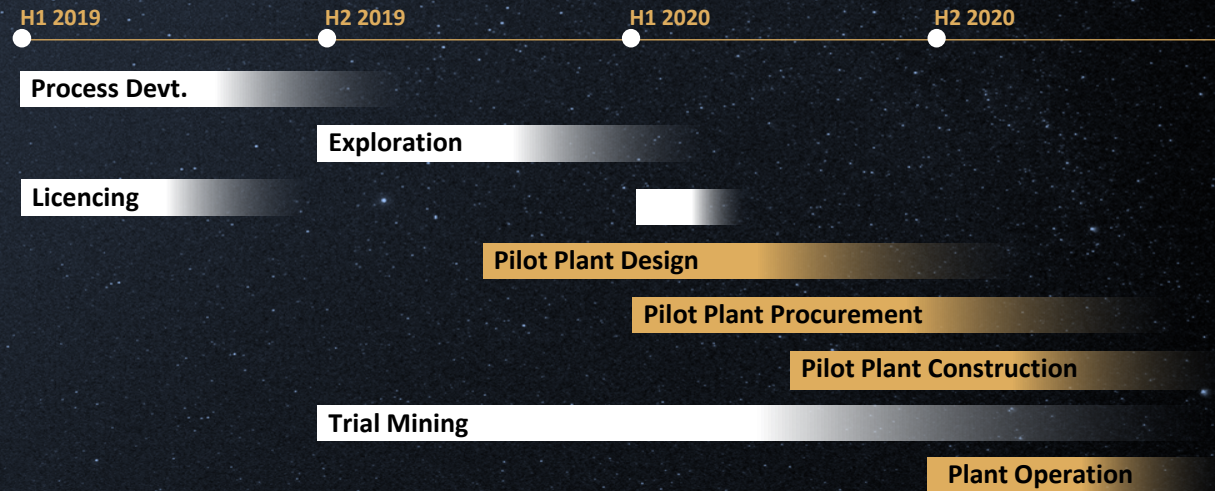 H1 2019
H2 2019
H1 2020
H2 2020
Process Devt.
Exploration
Licencing
Pilot Plant Design
Pilot Plant Procurement
Pilot Plant Construction
Trial Mining
Plant Operation